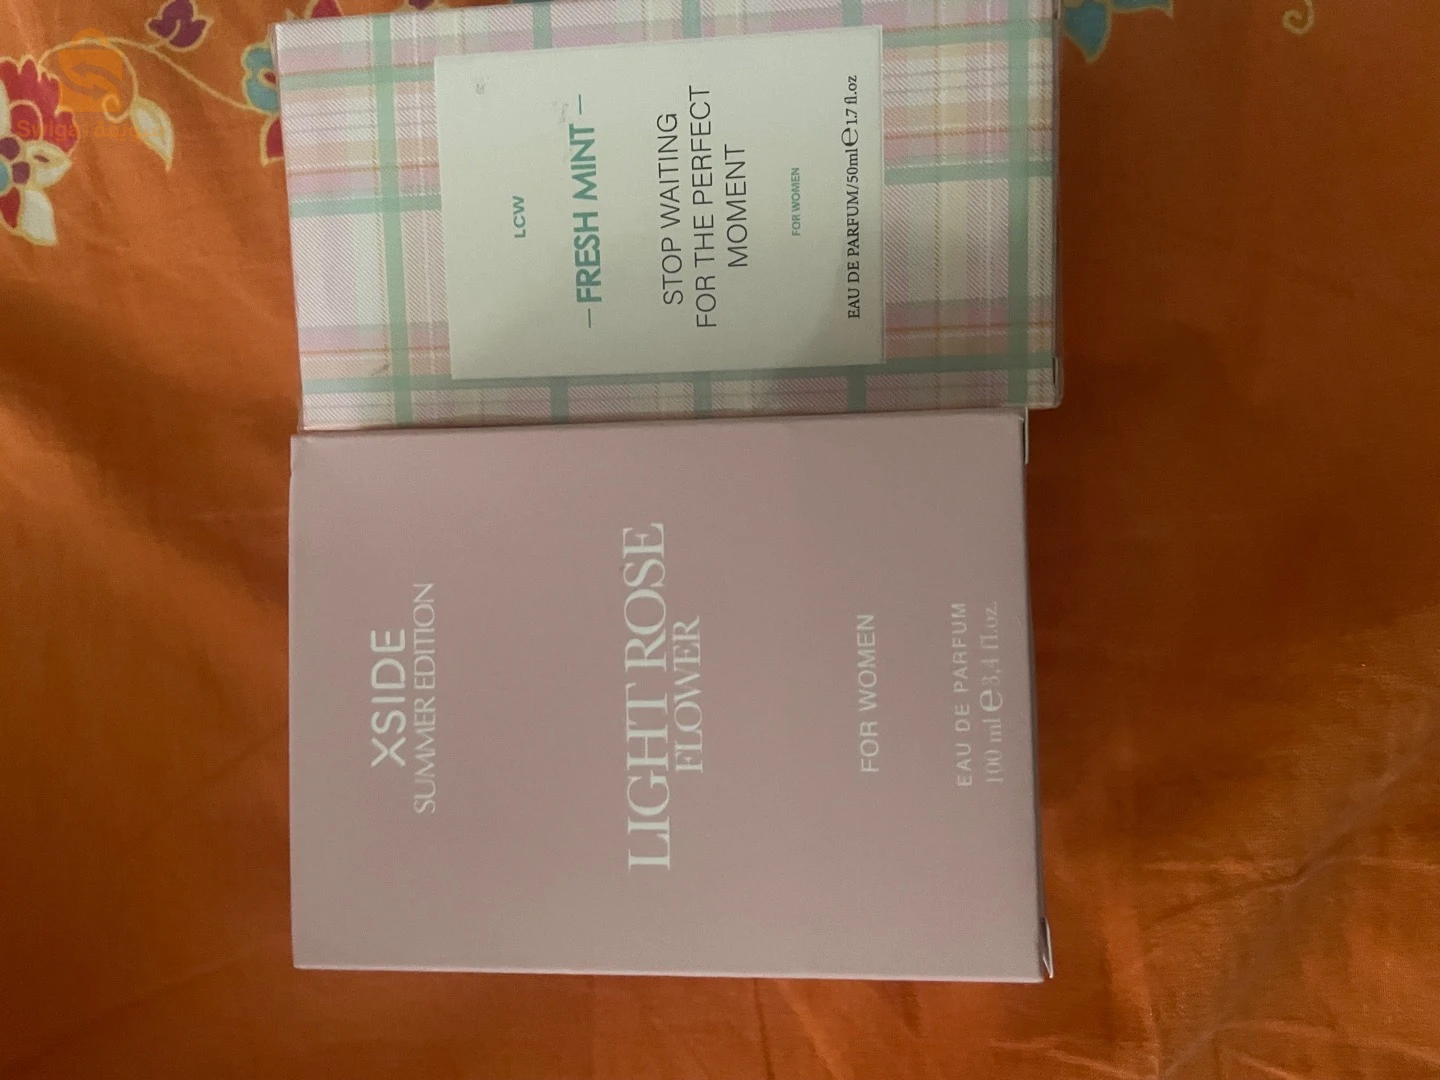 XSIDE
SUMMER EDITION
LIGHT ROSE
FLOWER
FOR WOMEN
EAU DE PARFUM
100 ml e 3,4 fl.oz.
LCW
— FRESH MINT —
STOP WAITING
FOR THE PERFECT
MOMENT
FOR WOMEN
EAU DE PARFUM/50ml e 1.7 fl.oz